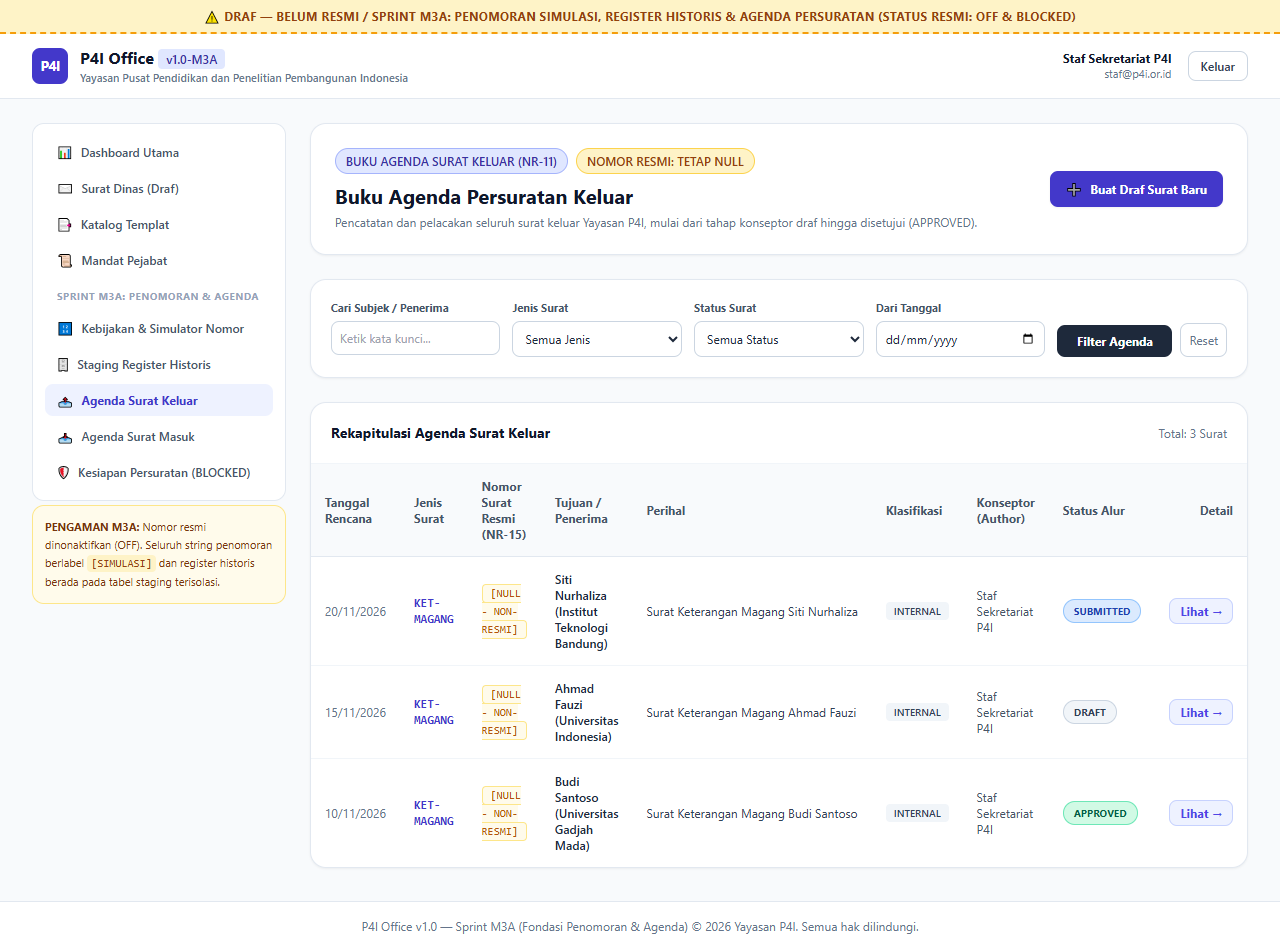 ⚠️ DRAF — BELUM RESMI / SPRINT M3A: PENOMORAN SIMULASI, REGISTER HISTORIS & AGENDA PERSURATAN (STATUS RESMI: OFF & BLOCKED)
P4I
P4I Office v1.0-M3A
Yayasan Pusat Pendidikan dan Penelitian Pembangunan Indonesia
Staf Sekretariat P4I
staf@p4i.or.id
Keluar
Dashboard Utama
Surat Dinas (Draf)
Katalog Templat
Mandat Pejabat
SPRINT M3A: PENOMORAN & AGENDA
Kebijakan & Simulator Nomor
Staging Register Historis
Agenda Surat Keluar
Agenda Surat Masuk
Kesiapan Persuratan (BLOCKED)
PENGAMAN M3A: Nomor resmi
dinonaktifkan (OFF). Seluruh string penomoran
berlabel [SIMULASI] dan register historis
berada pada tabel staging terisolasi.
BUKU AGENDA SURAT KELUAR (NR-11) NOMOR RESMI: TETAP NULL
Buku Agenda Persuratan Keluar
Pencatatan dan pelacakan seluruh surat keluar Yayasan P4I, mulai dari tahap konseptor draf hingga disetujui (APPROVED).
➕ Buat Draf Surat Baru
Cari Subjek / Penerima
Ketik kata kunci...
Jenis Surat
Semua Jenis
Status Surat
Semua Status
Dari Tanggal
dd/mm/yyyy
Filter Agenda
Reset
Rekapitulasi Agenda Surat Keluar
Total: 3 Surat
Tanggal
Rencana
Jenis
Surat
Nomor
Surat
Resmi
(NR-15)
Tujuan /
Penerima
Perihal
Klasifikasi
Konseptor
(Author)
Status Alur
Detail
20/11/2026
KET-
MAGANG
[NULL
- NON-
RESMI]
Siti
Nurhaliza
(Institut
Teknologi
Bandung)
Surat Keterangan Magang Siti Nurhaliza
INTERNAL
Staf
Sekretariat
P4I
SUBMITTED
Lihat →
15/11/2026
KET-
MAGANG
[NULL
- NON-
RESMI]
Ahmad
Fauzi
(Universitas
Indonesia)
Surat Keterangan Magang Ahmad Fauzi
INTERNAL
Staf
Sekretariat
P4I
DRAFT
Lihat →
10/11/2026
KET-
MAGANG
[NULL
- NON-
RESMI]
Budi
Santoso
(Universitas
Gadjah
Mada)
Surat Keterangan Magang Budi Santoso
INTERNAL
Staf
Sekretariat
P4I
APPROVED
Lihat →
P4I Office v1.0 — Sprint M3A (Fondasi Penomoran & Agenda) © 2026 Yayasan P4I. Semua hak dilindungi.